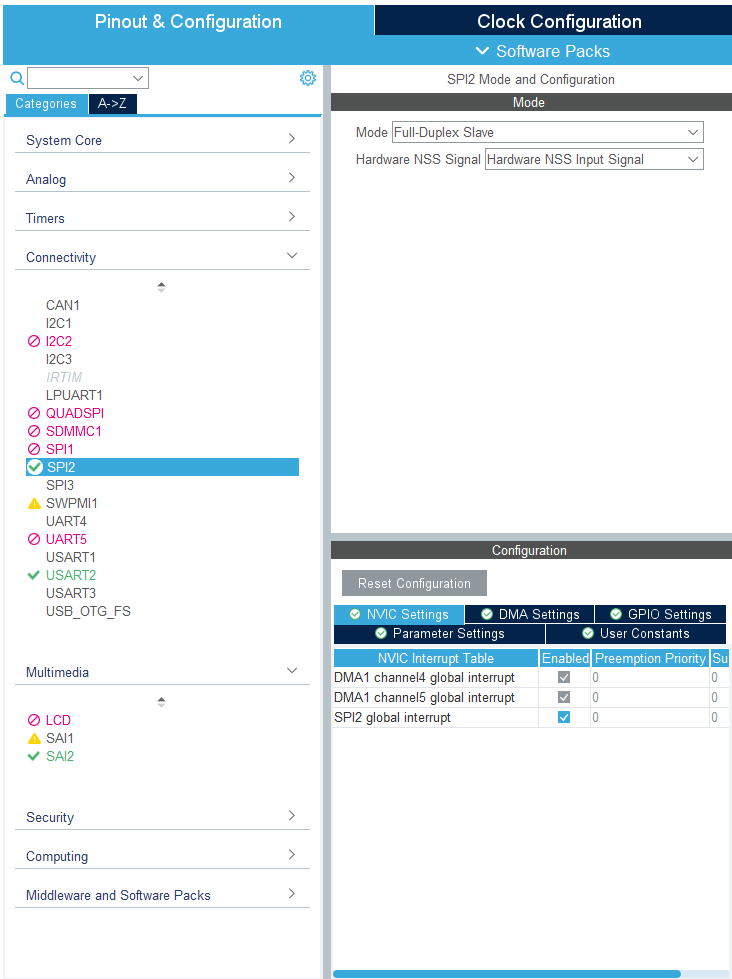 Pinout & Configuration
Clock Configuration
Software Packs
Categories
A->Z
System Core
Analog
Timers
Connectivity
CAN1
I2C1
I2C2
I2C3
IRTIM
LPUART1
QUADSPI
SDMMC1
SPI1
SPI2
SPI3
SWPMI1
UART4
UART5
USART1
USART2
USART3
USB_OTG_FS
Multimedia
LCD
SAI1
SAI2
Security
Computing
Middleware and Software Packs
SPI2 Mode and Configuration
Mode
Mode Full-Duplex Slave
Hardware NSS Signal Hardware NSS Input Signal
Configuration
Reset Configuration
NVIC Settings DMA Settings GPIO Settings
Parameter Settings User Constants
NVIC Interrupt Table Enabled Preemption Priority Su
DMA1 channel4 global interrupt 0 0
DMA1 channel5 global interrupt 0 0
SPI2 global interrupt 0 0